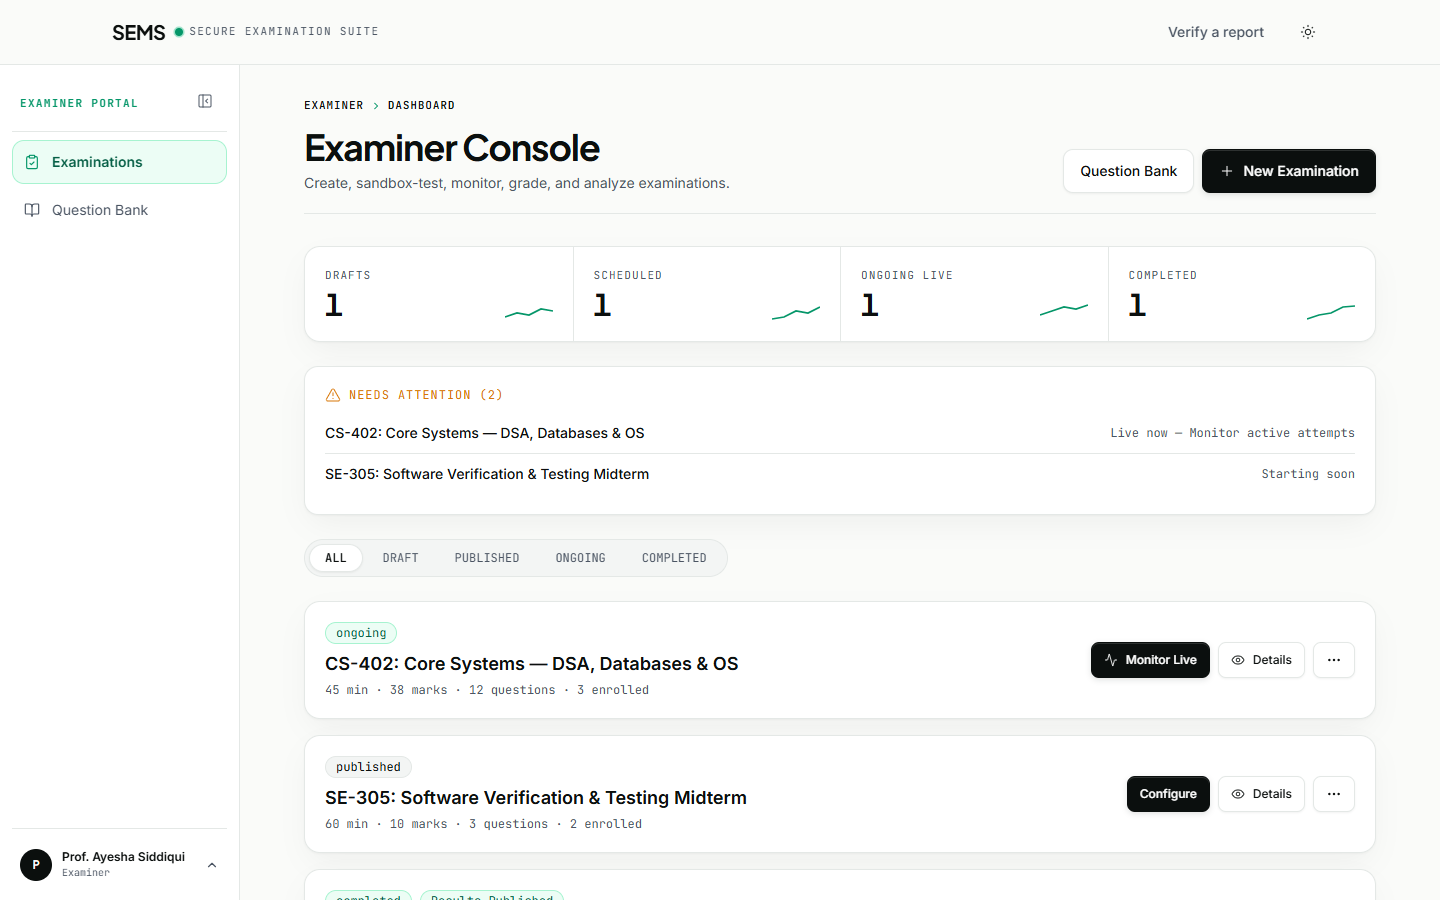 SEMS SECURE EXAMINATION SUITE
Verify a report
EXAMINER PORTAL
Examinations
Question Bank
EXAMINER > DASHBOARD
Examiner Console
Create, sandbox-test, monitor, grade, and analyze examinations.
Question Bank
+ New Examination
DRAFTS
1
SCHEDULED
1
ONGOING LIVE
1
COMPLETED
1
NEEDS ATTENTION (2)
CS-402: Core Systems — DSA, Databases & OS
Live now — Monitor active attempts
SE-305: Software Verification & Testing Midterm
Starting soon
ALL DRAFT PUBLISHED ONGOING COMPLETED
ongoing
CS-402: Core Systems — DSA, Databases & OS
45 min · 38 marks · 12 questions · 3 enrolled
Monitor Live
Details
···
published
SE-305: Software Verification & Testing Midterm
60 min · 10 marks · 3 questions · 2 enrolled
Configure
Details
···
completed Results Published
P
Prof. Ayesha Siddiqui
Examiner